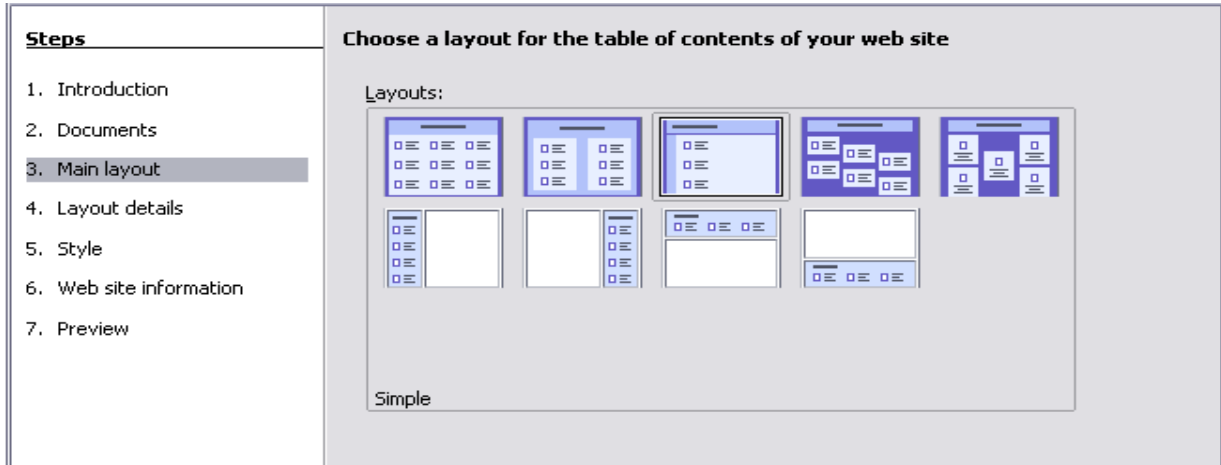 Steps
1. Introduction
2. Documents
3. Main layout
4. Layout details
5. Style
6. Web site information
7. Preview
Choose a layout for the table of contents of your web site
Layouts:
Simple